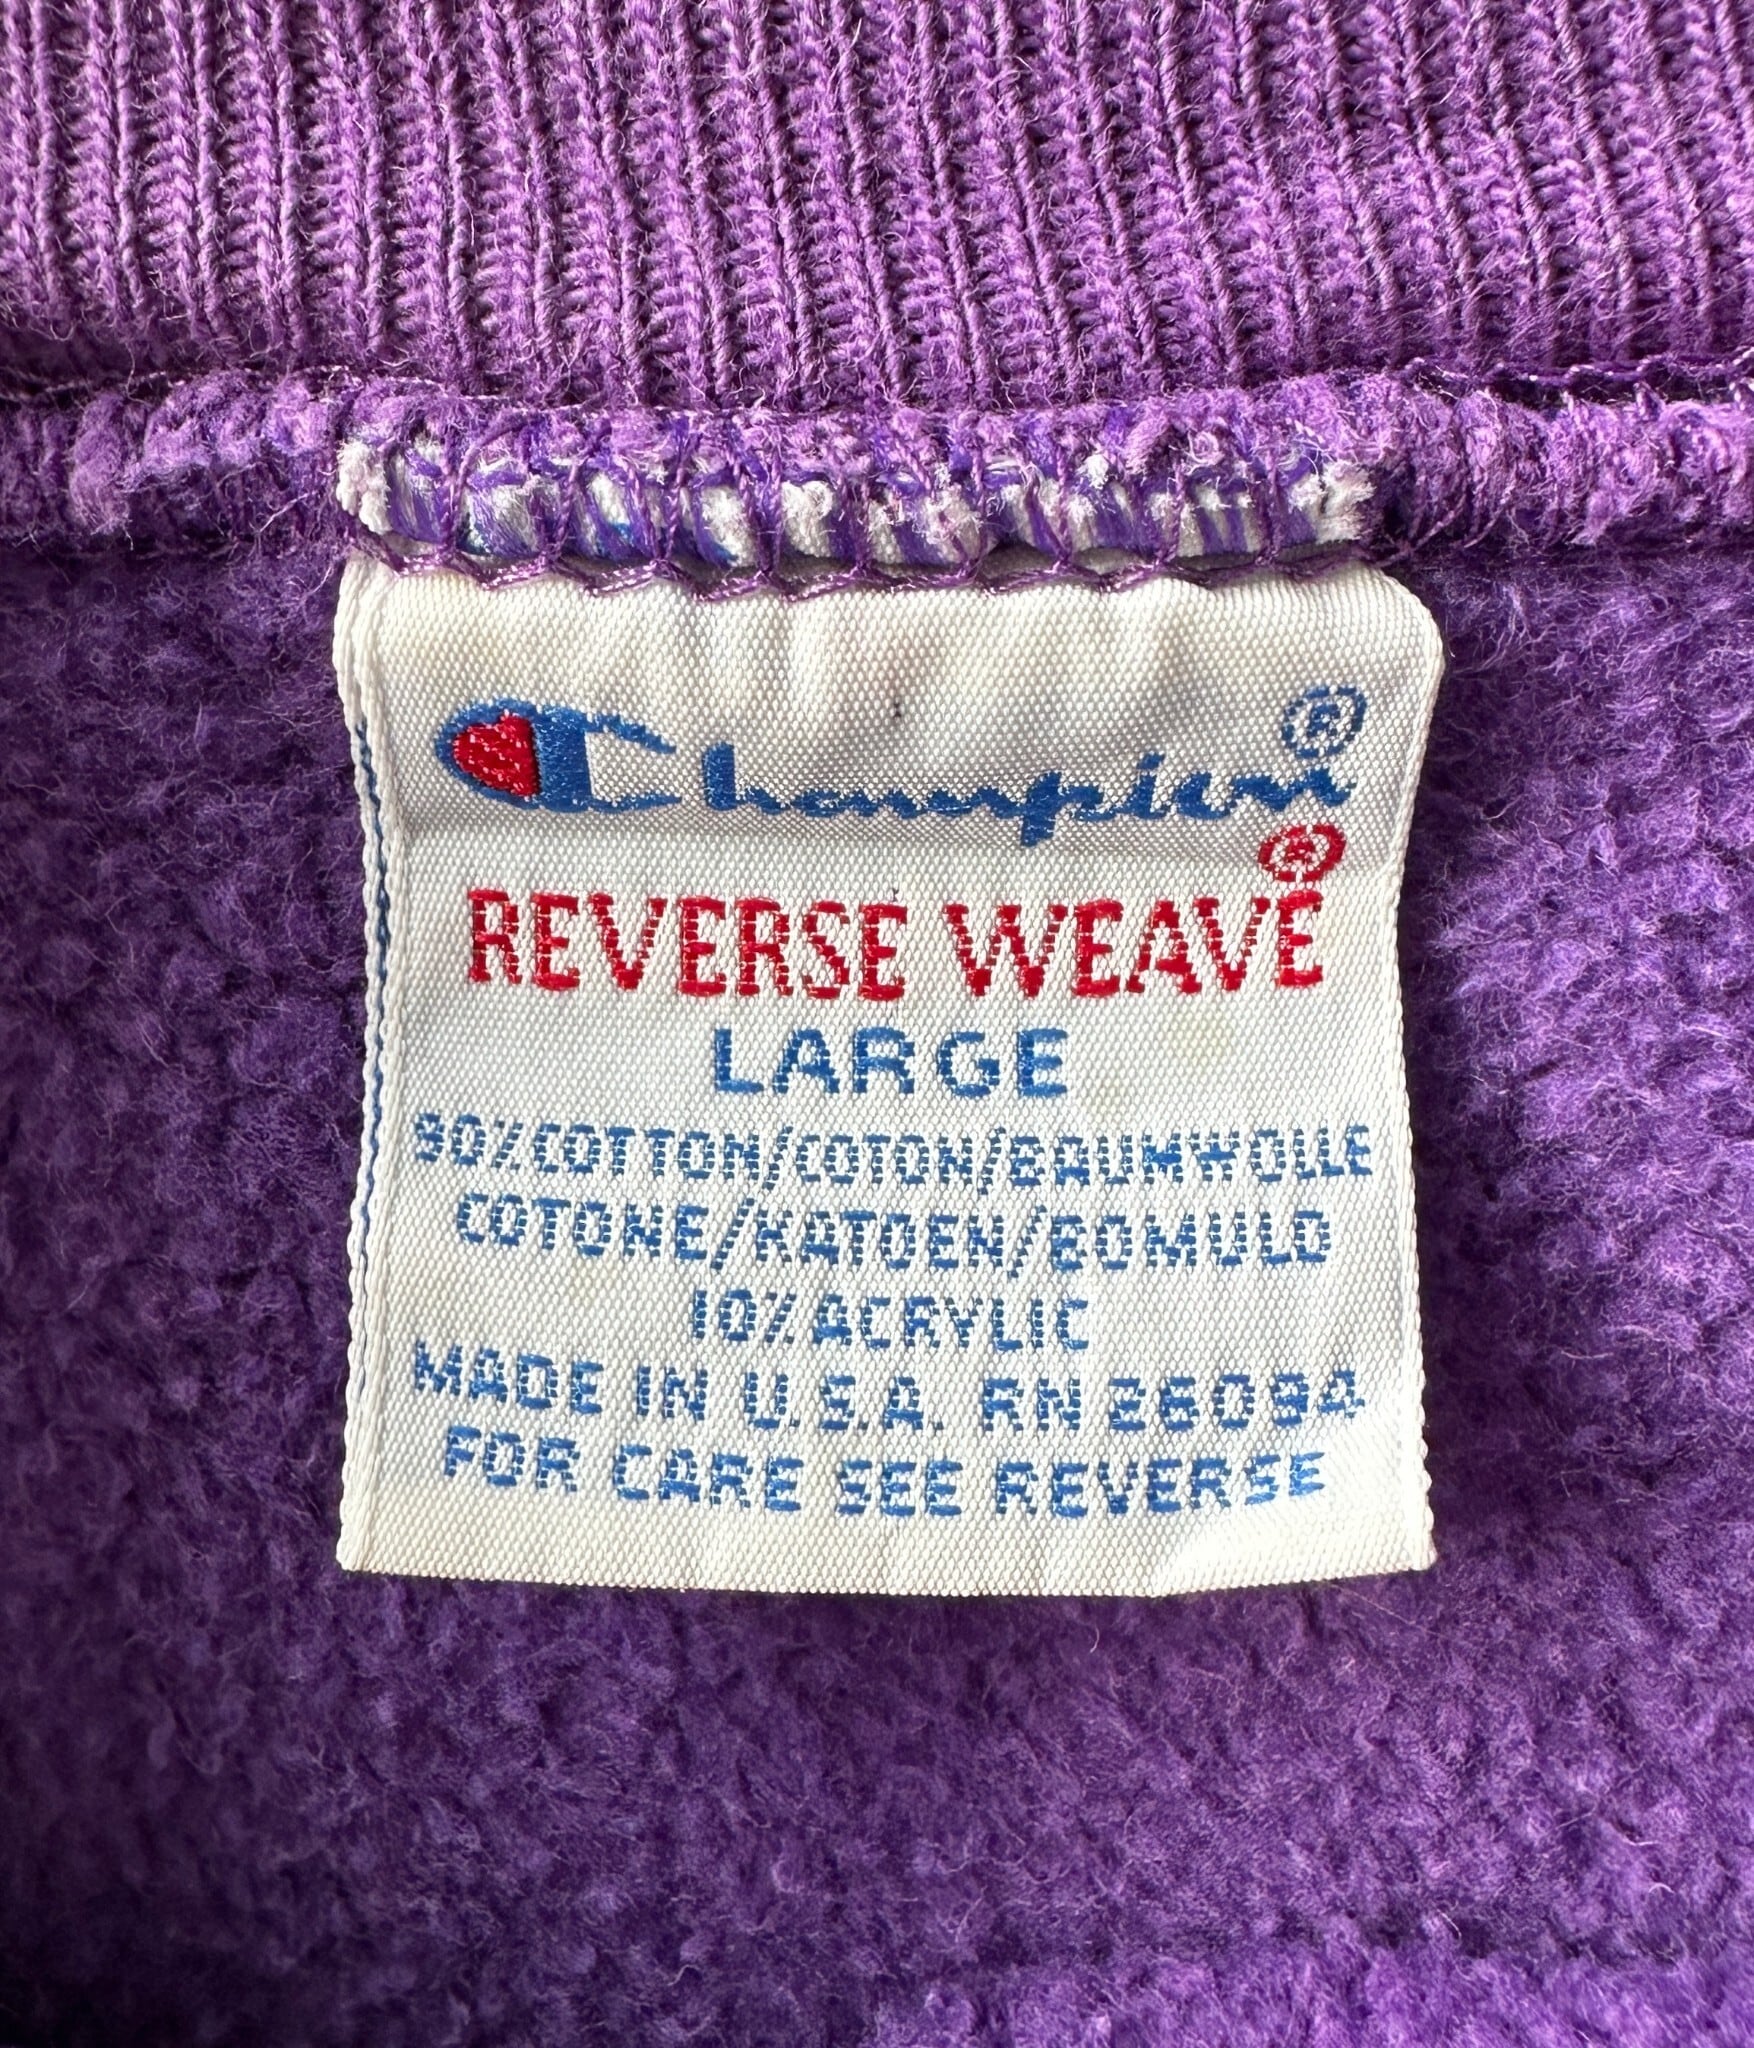 Champion®
®
REVERSE WEAVE
LARGE
90%COTTON/COTON/BAUMWOLLE
COTONE/KATOEN/BOMULD
10%ACRYLIC
MADE IN U.S.A. RN 26094
FOR CARE SEE REVERSE